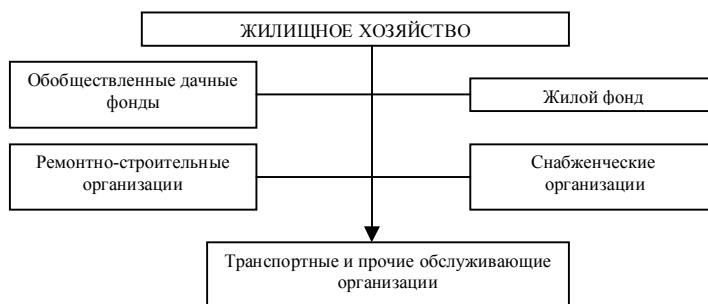 ЖИЛИЩНОЕ ХОЗЯЙСТВО
Обобществленные дачные
фонды
Жилой фонд
Ремонтно-строительные
организации
Снабженческие
организации
Транспортные и прочие обслуживающие
организации